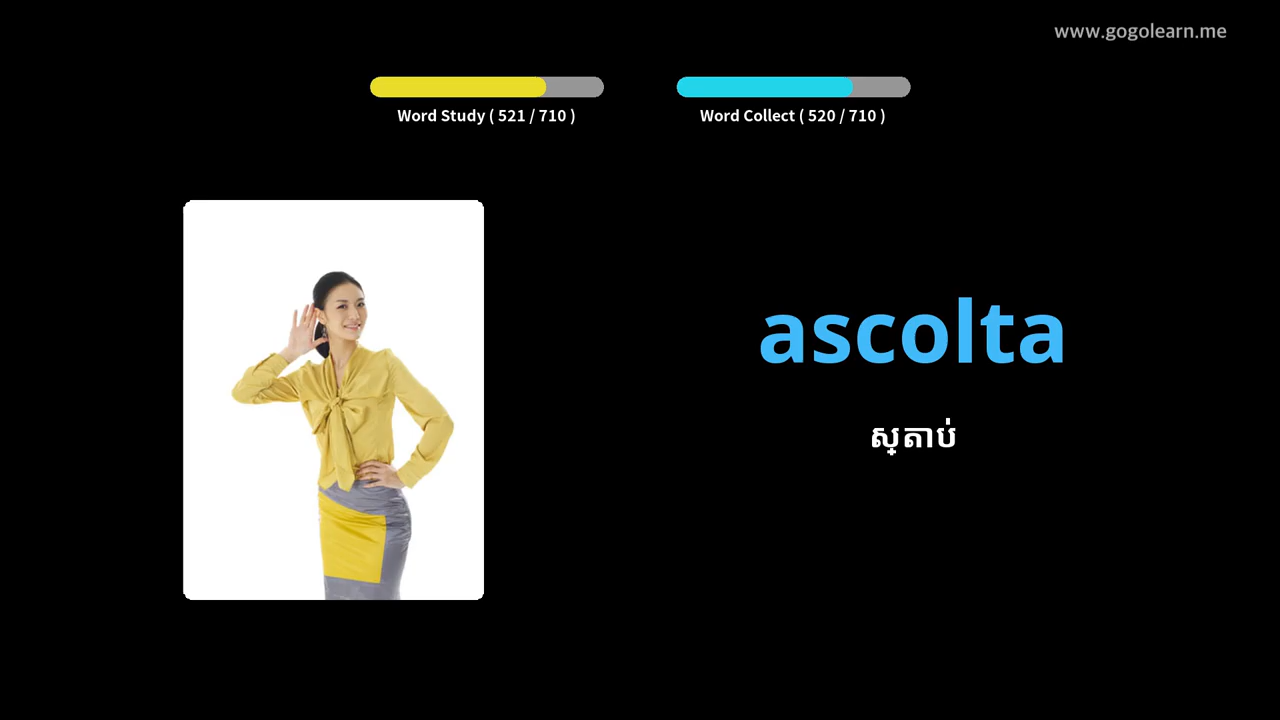 www.gogolearn.me
Word Study ( 521 / 710 )
Word Collect ( 520 / 710 )
ascolta
ស្តាប់